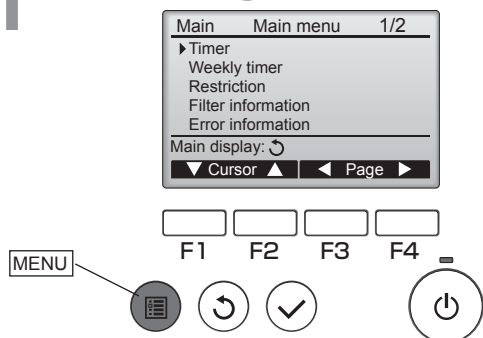 Main Main menu 1/2
Timer
Weekly timer
Restriction
Filter information
Error information
Main display:
Cursor Page
F1 F2 F3 F4
MENU